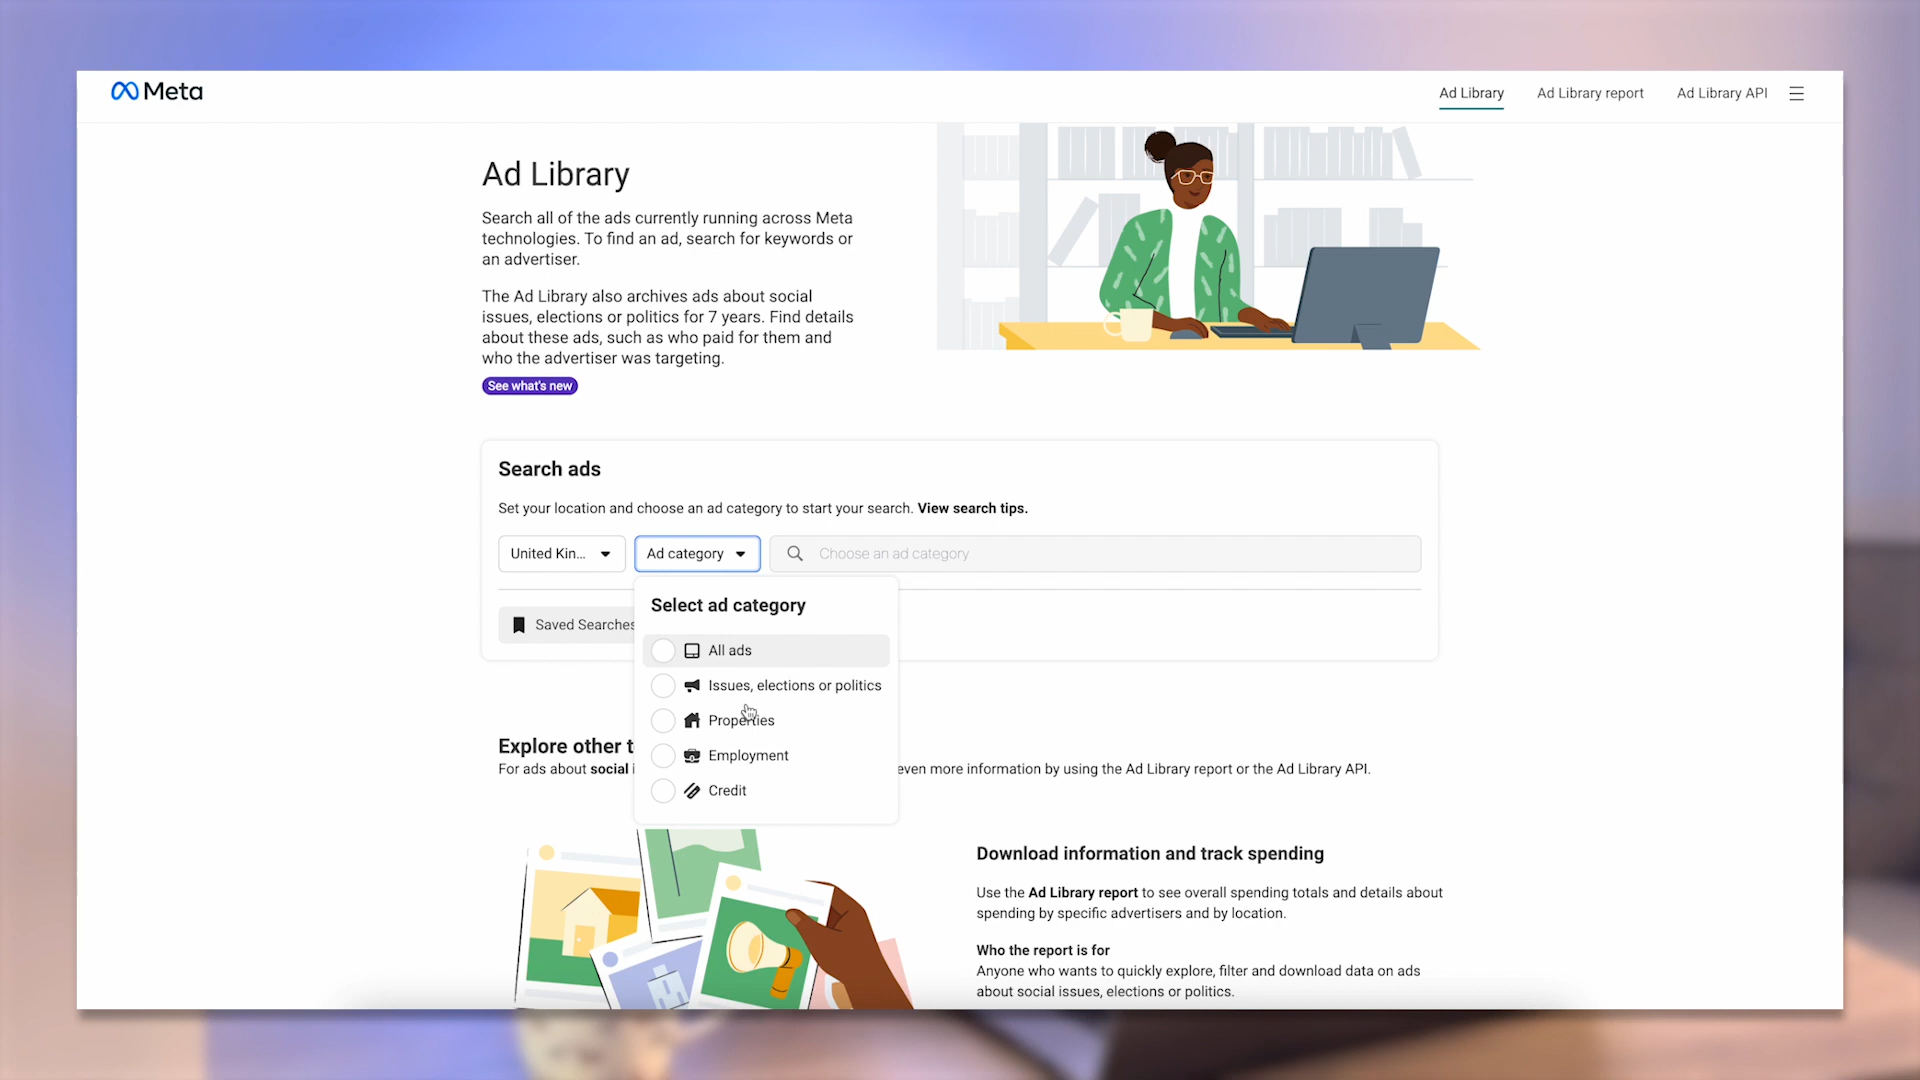 Meta
Ad Library
Ad Library report
Ad Library API
Ad Library
Search all of the ads currently running across Meta
technologies. To find an ad, search for keywords or
an advertiser.
The Ad Library also archives ads about social
issues, elections or politics for 7 years. Find details
about these ads, such as who paid for them and
who the advertiser was targeting.
See what's new
Search ads
Set your location and choose an ad category to start your search. View search tips.
United Kin...
Ad category
Choose an ad category
Saved Searches
Select ad category
All ads
Issues, elections or politics
Properties
Employment
Credit
Explore other t
For ads about social i even more information by using the Ad Library report or the Ad Library API.
Download information and track spending
Use the Ad Library report to see overall spending totals and details about
spending by specific advertisers and by location.
Who the report is for
Anyone who wants to quickly explore, filter and download data on ads
about social issues, elections or politics.